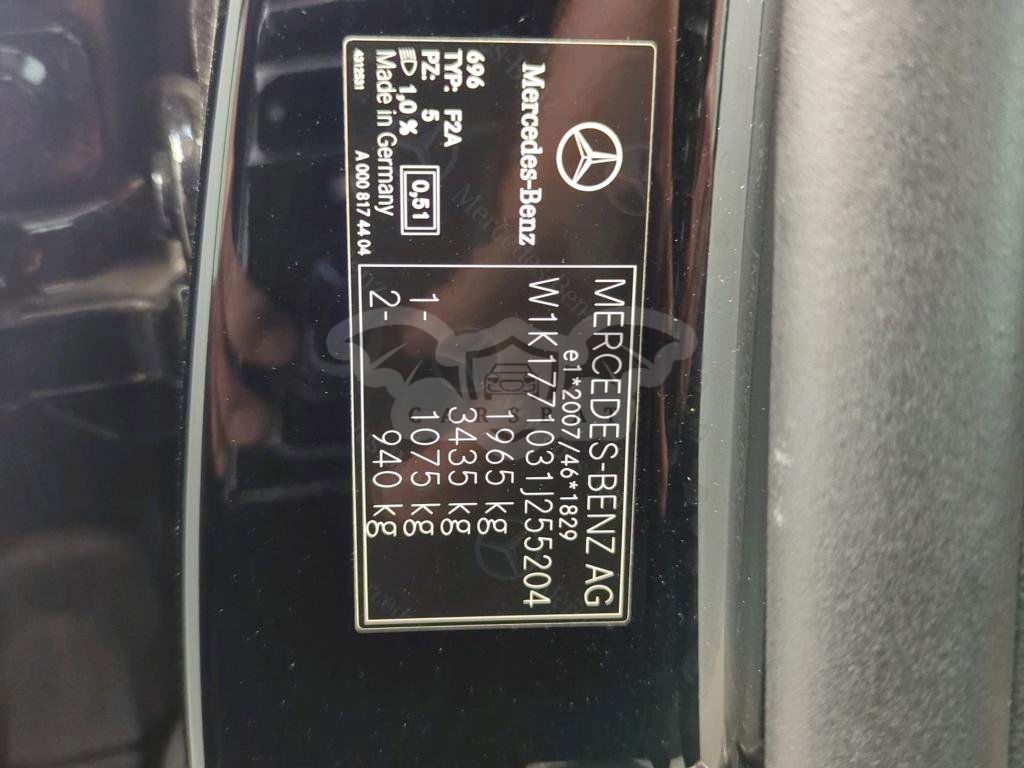 Mercedes-Benz
696
TYP: F2A
PZ: 5
1,0 %
0,51
Made in Germany
A 000 817 44 04
MERCEDES-BENZ AG
e1*2007/46*1829
W1K1771031J255204
1965 kg
3435 kg
1- 1075 kg
2- 940 kg